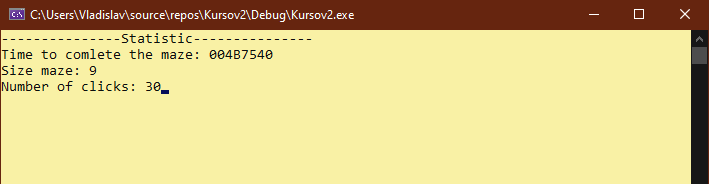 C:\Users\Vladislav\source\repos\Kursov2\Debug\Kursov2.exe
---------------Statistic---------------
Time to comlete the maze: 004B7540
Size maze: 9
Number of clicks: 30